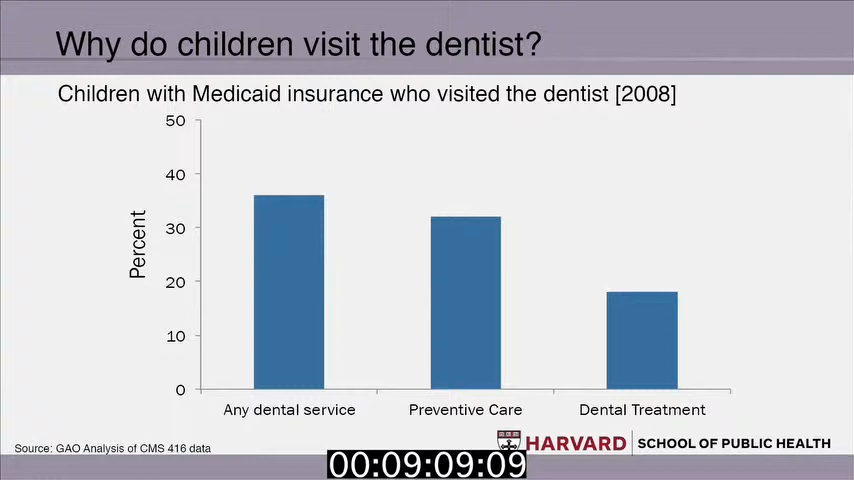 Why do children visit the dentist?
Children with Medicaid insurance who visited the dentist [2008]
50
40
30
20
10
0
Percent
Any dental service Preventive Care Dental Treatment
Source: GAO Analysis of CMS 416 data
HARVARD SCHOOL OF PUBLIC HEALTH
00:09:09:09